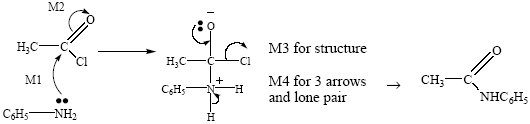 M2
O
H3C—C
Cl
M1
C6H5—NH2
−
O
H3C—C—Cl
C6H5—N—H
+
H
M3 for structure
M4 for 3 arrows
and lone pair
→
O
CH3—C
NHC6H5